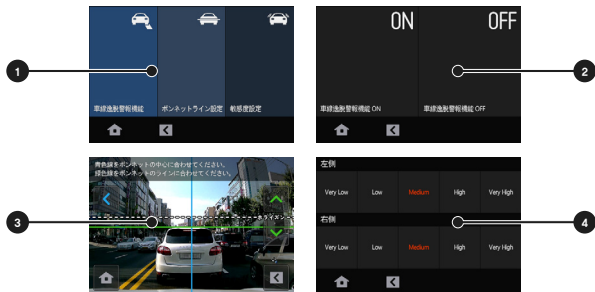 ON
OFF
1
車線逸脱警報機能
ボンネットライン設定
敏感度設定
車線逸脱警報機能 ON
車線逸脱警報機能 OFF
2
青色線をボンネットの中心に合わせてください。
緑色線をボンネットのラインに合わせてください。
ホライズン
3
左側
Very Low
Low
Medium
High
Very High
右側
4
Very Low
Low
Medium
High
Very High